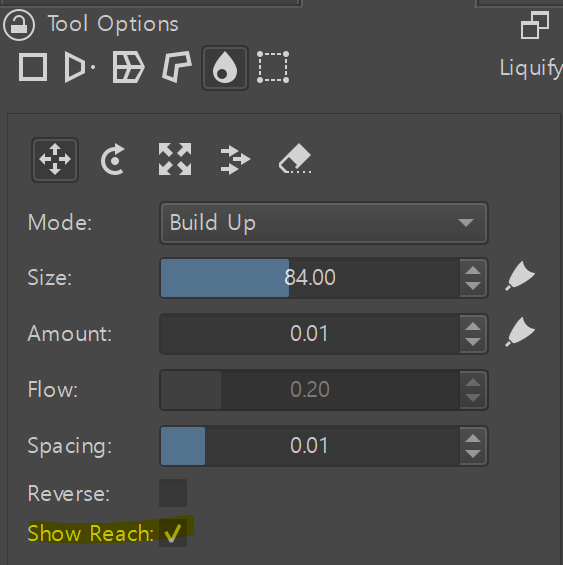 Tool Options
Liquify
Mode: Build Up
Size: 84.00
Amount: 0.01
Flow: 0.20
Spacing: 0.01
Reverse:
Show Reach: